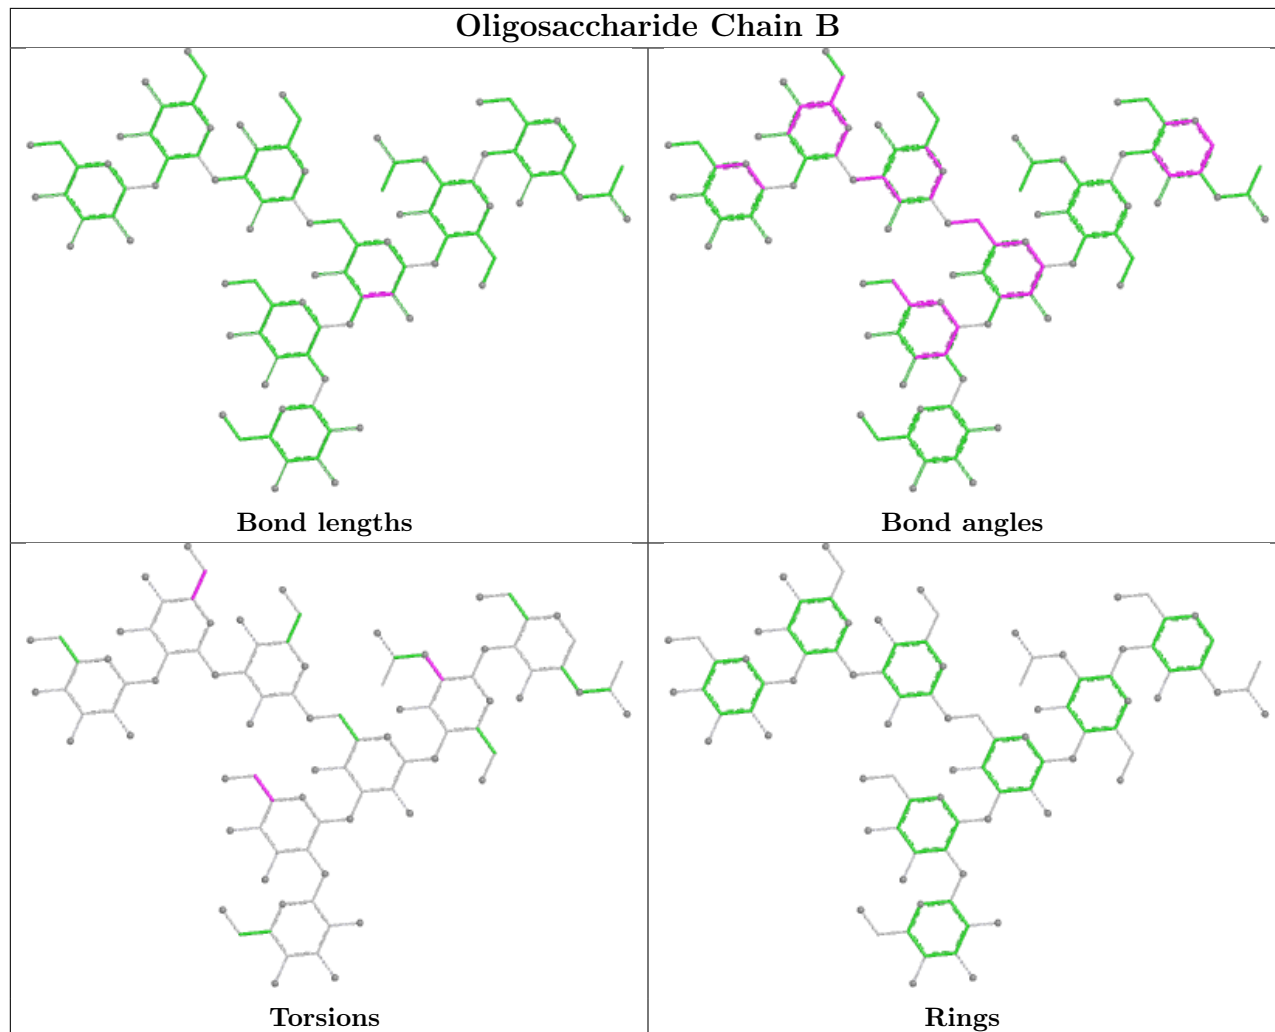 Oligosaccharide Chain B
Bond lengths
Bond angles
Torsions
Rings